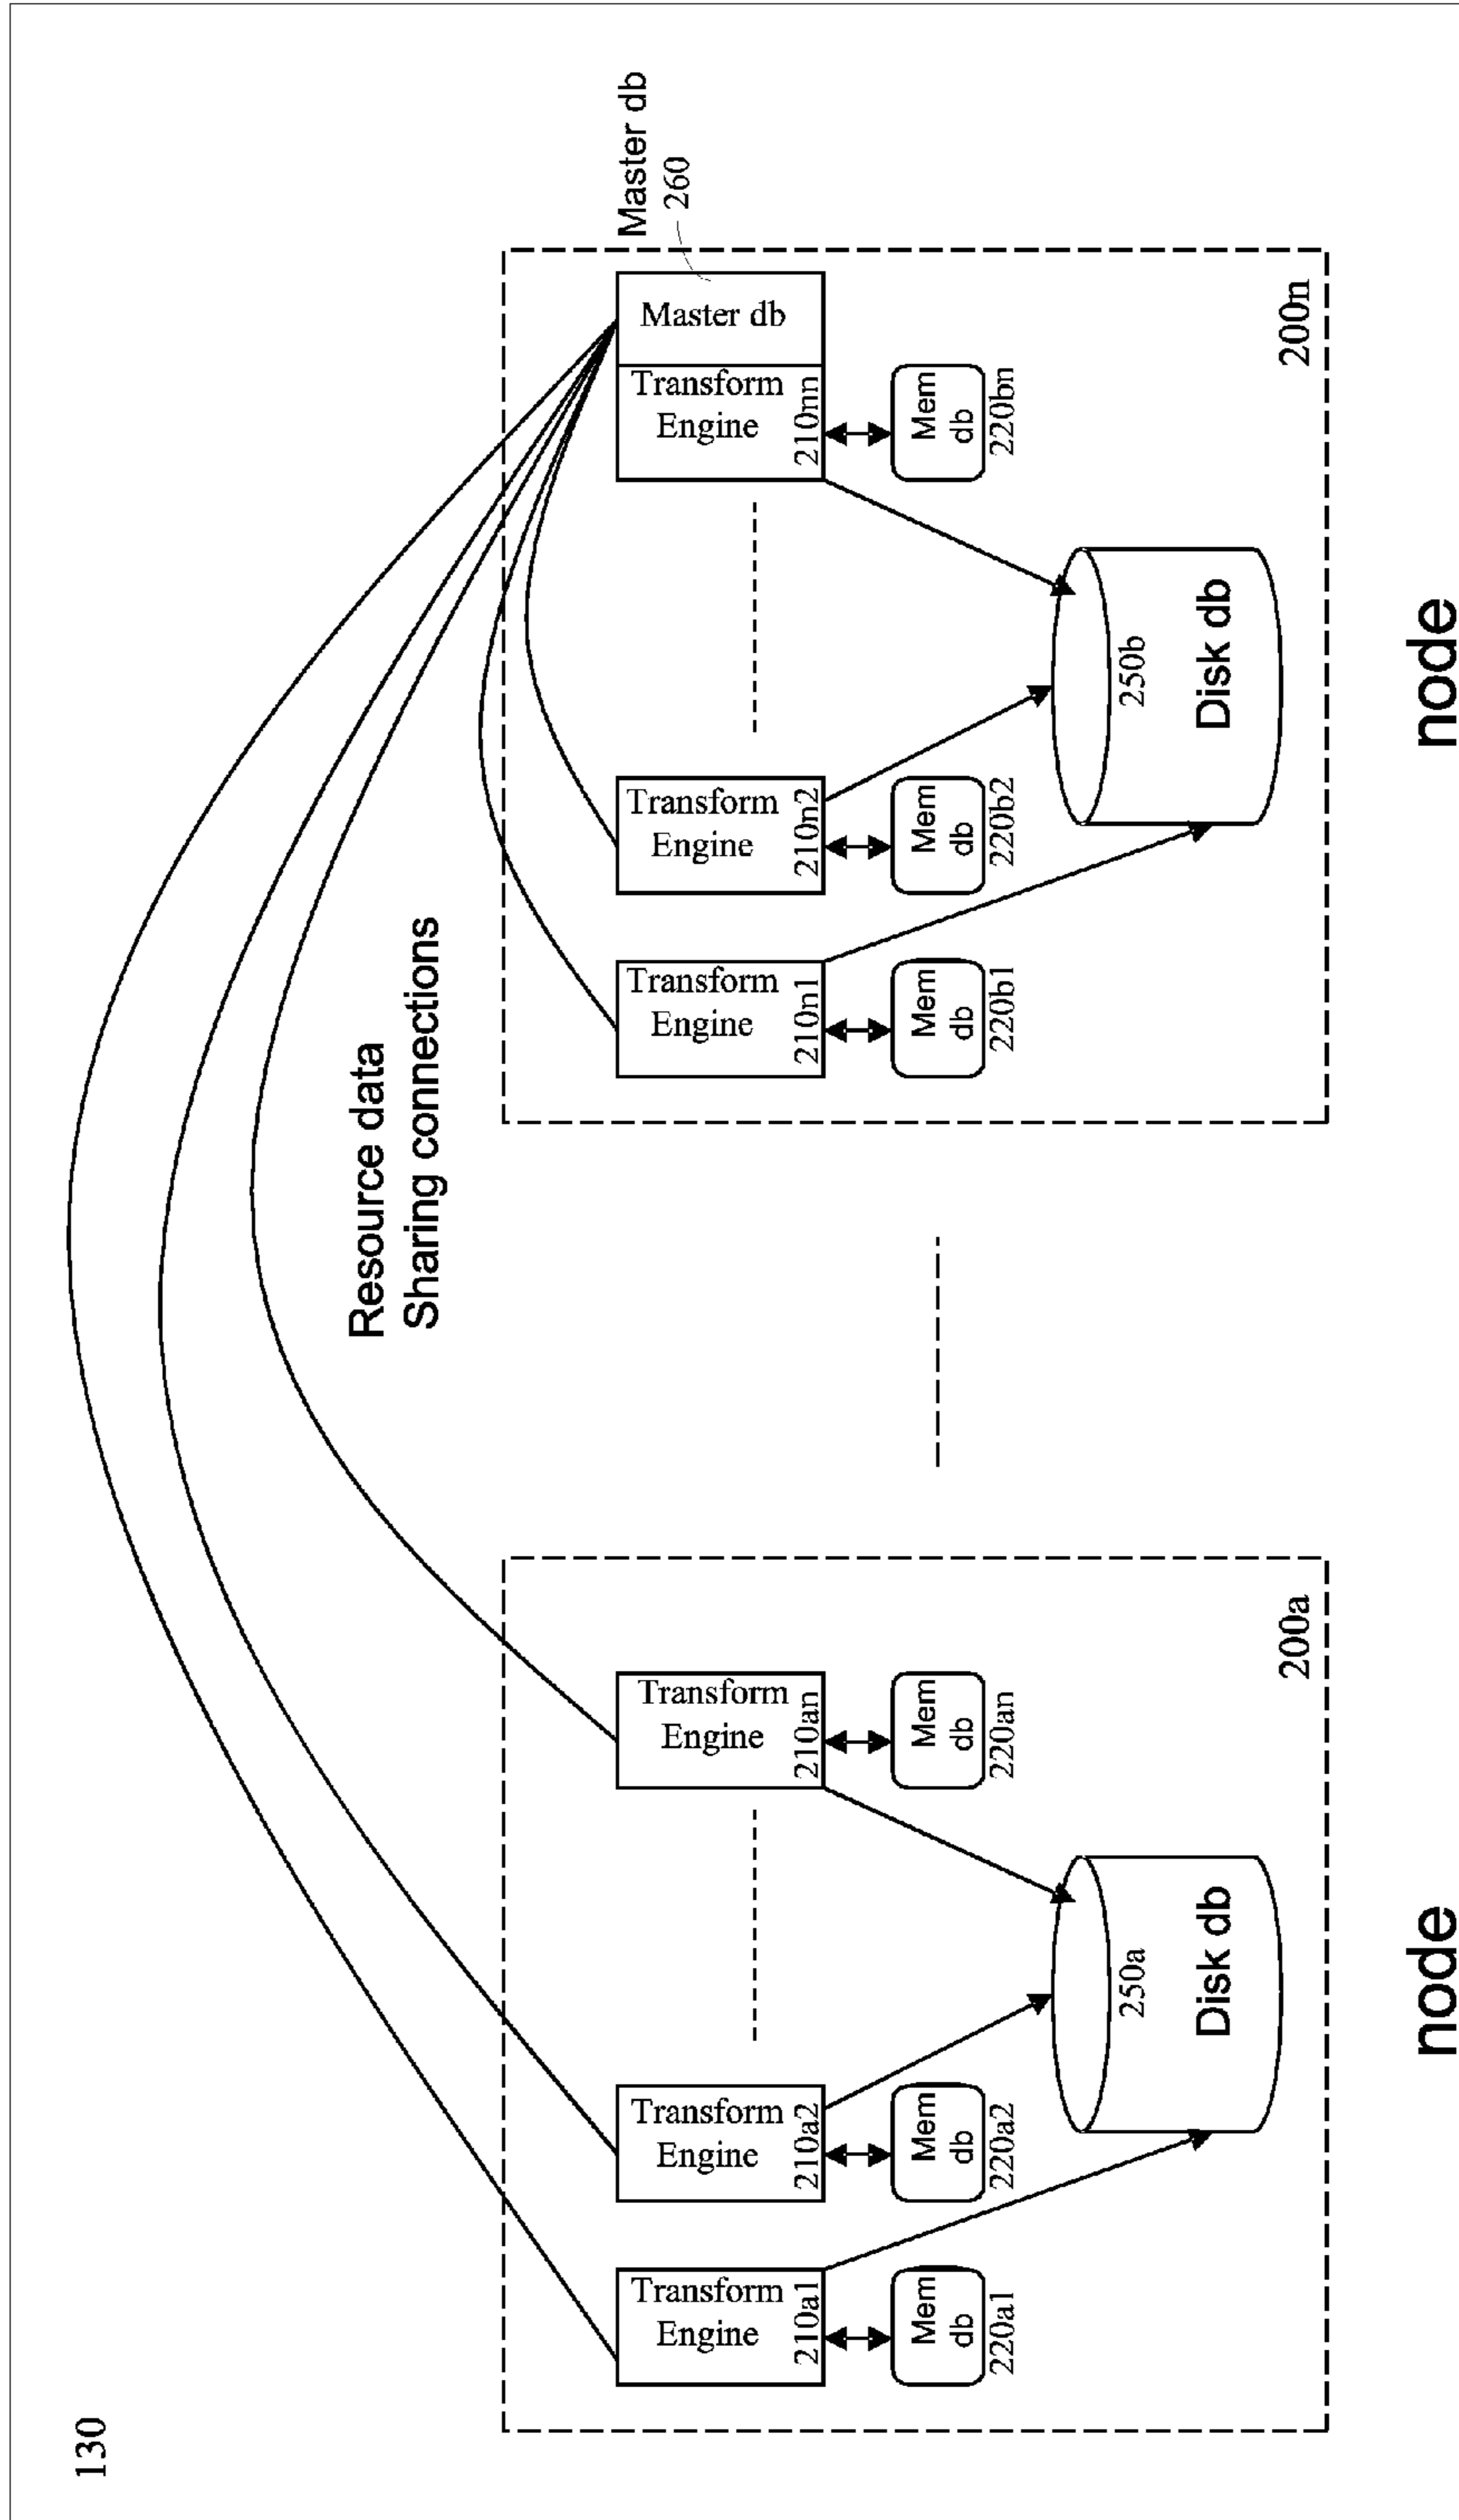 130
Master db
260
Resource data
Sharing connections
Transform
Engine
210a1
Transform
Engine
210a2
Transform
Engine
210an
Transform
Engine
210n1
Transform
Engine
210n2
Transform
Engine
210nn
Master db
Mem
db
220a1
Mem
db
220a2
Mem
db
220an
Mem
db
220b1
Mem
db
220b2
Mem
db
220bn
250a
Disk db
250b
Disk db
200a
200n
node
node